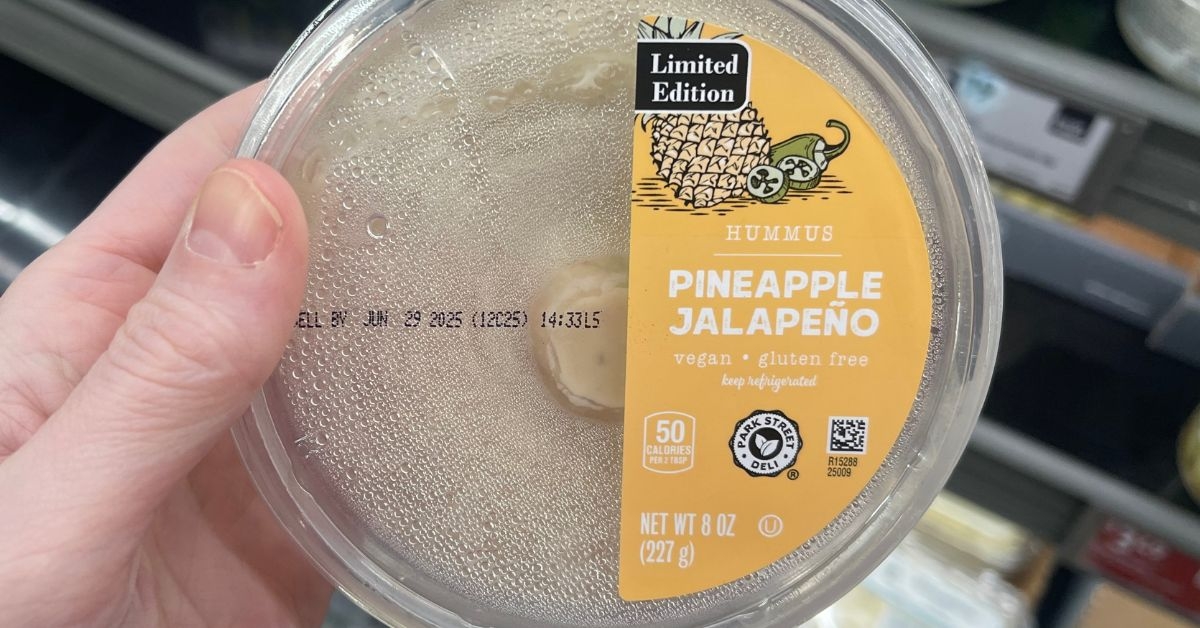 Limited
Edition
HUMMUS
PINEAPPLE
JALAPEÑO
vegan • gluten free
keep refrigerated
ELL BY JUN 29 2025 (12C25) 14:33L5
50
CALORIES
PER 2 TBSP
PARK STREET
DELI
®
R15288
25009
NET WT 8 OZ
(227 g)
U